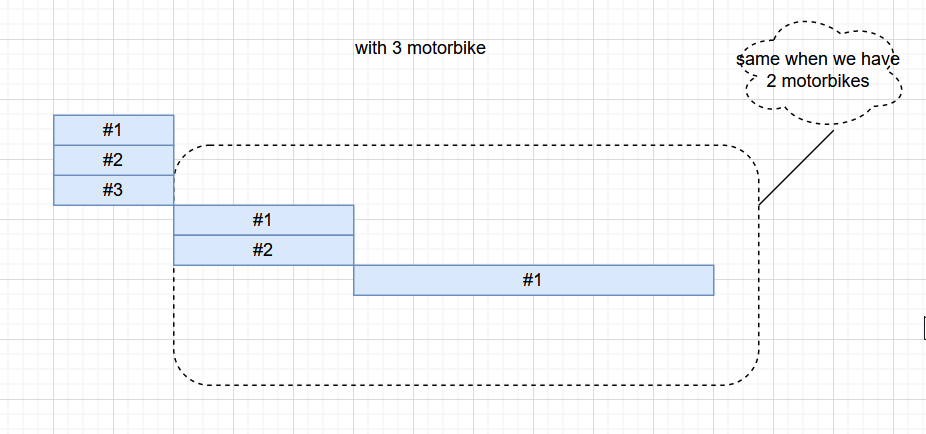 with 3 motorbike
same when we have
2 motorbikes
#1
#2
#3
#1
#2
#1